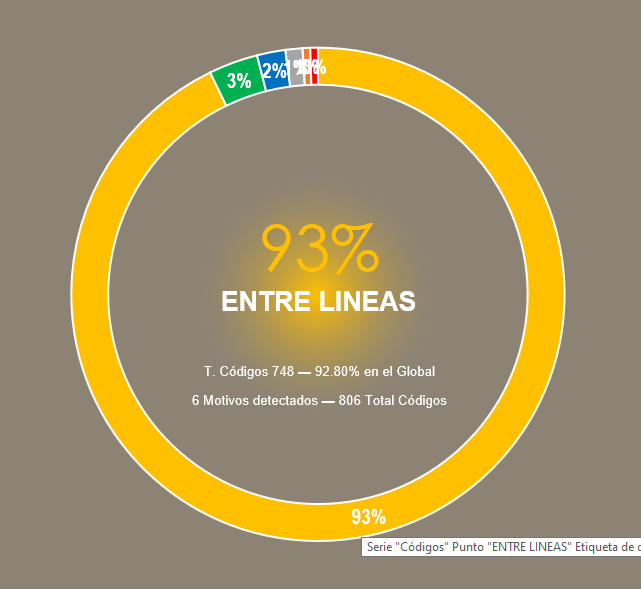 3%
2%
1%
93%
ENTRE LINEAS
T. Códigos 748 — 92.80% en el Global
6 Motivos detectados — 806 Total Códigos
93%
Serie "Códigos" Punto "ENTRE LINEAS" Etiqueta de